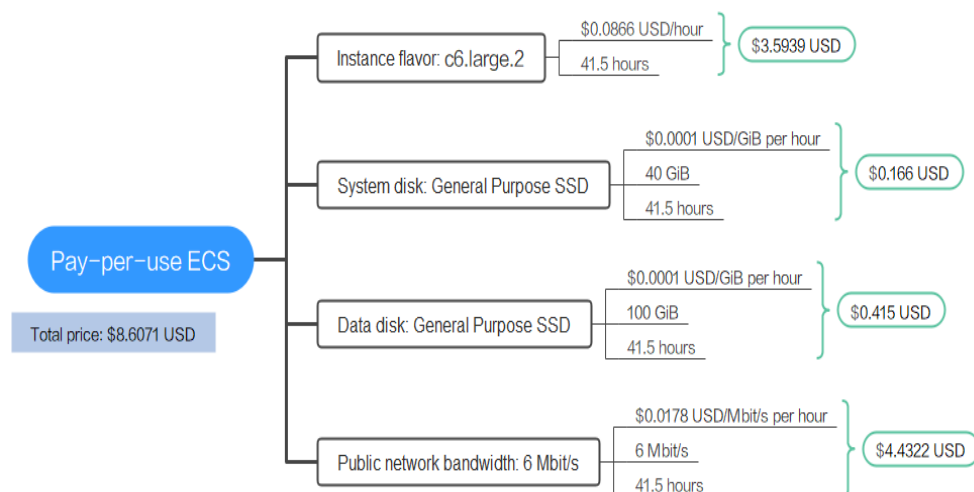 Pay-per-use ECS
Total price: $8.6071 USD
Instance flavor: c6.large.2
$0.0866 USD/hour
41.5 hours
$3.5939 USD
System disk: General Purpose SSD
$0.0001 USD/GiB per hour
40 GiB
41.5 hours
$0.166 USD
Data disk: General Purpose SSD
$0.0001 USD/GiB per hour
100 GiB
41.5 hours
$0.415 USD
Public network bandwidth: 6 Mbit/s
$0.0178 USD/Mbit/s per hour
6 Mbit/s
41.5 hours
$4.4322 USD